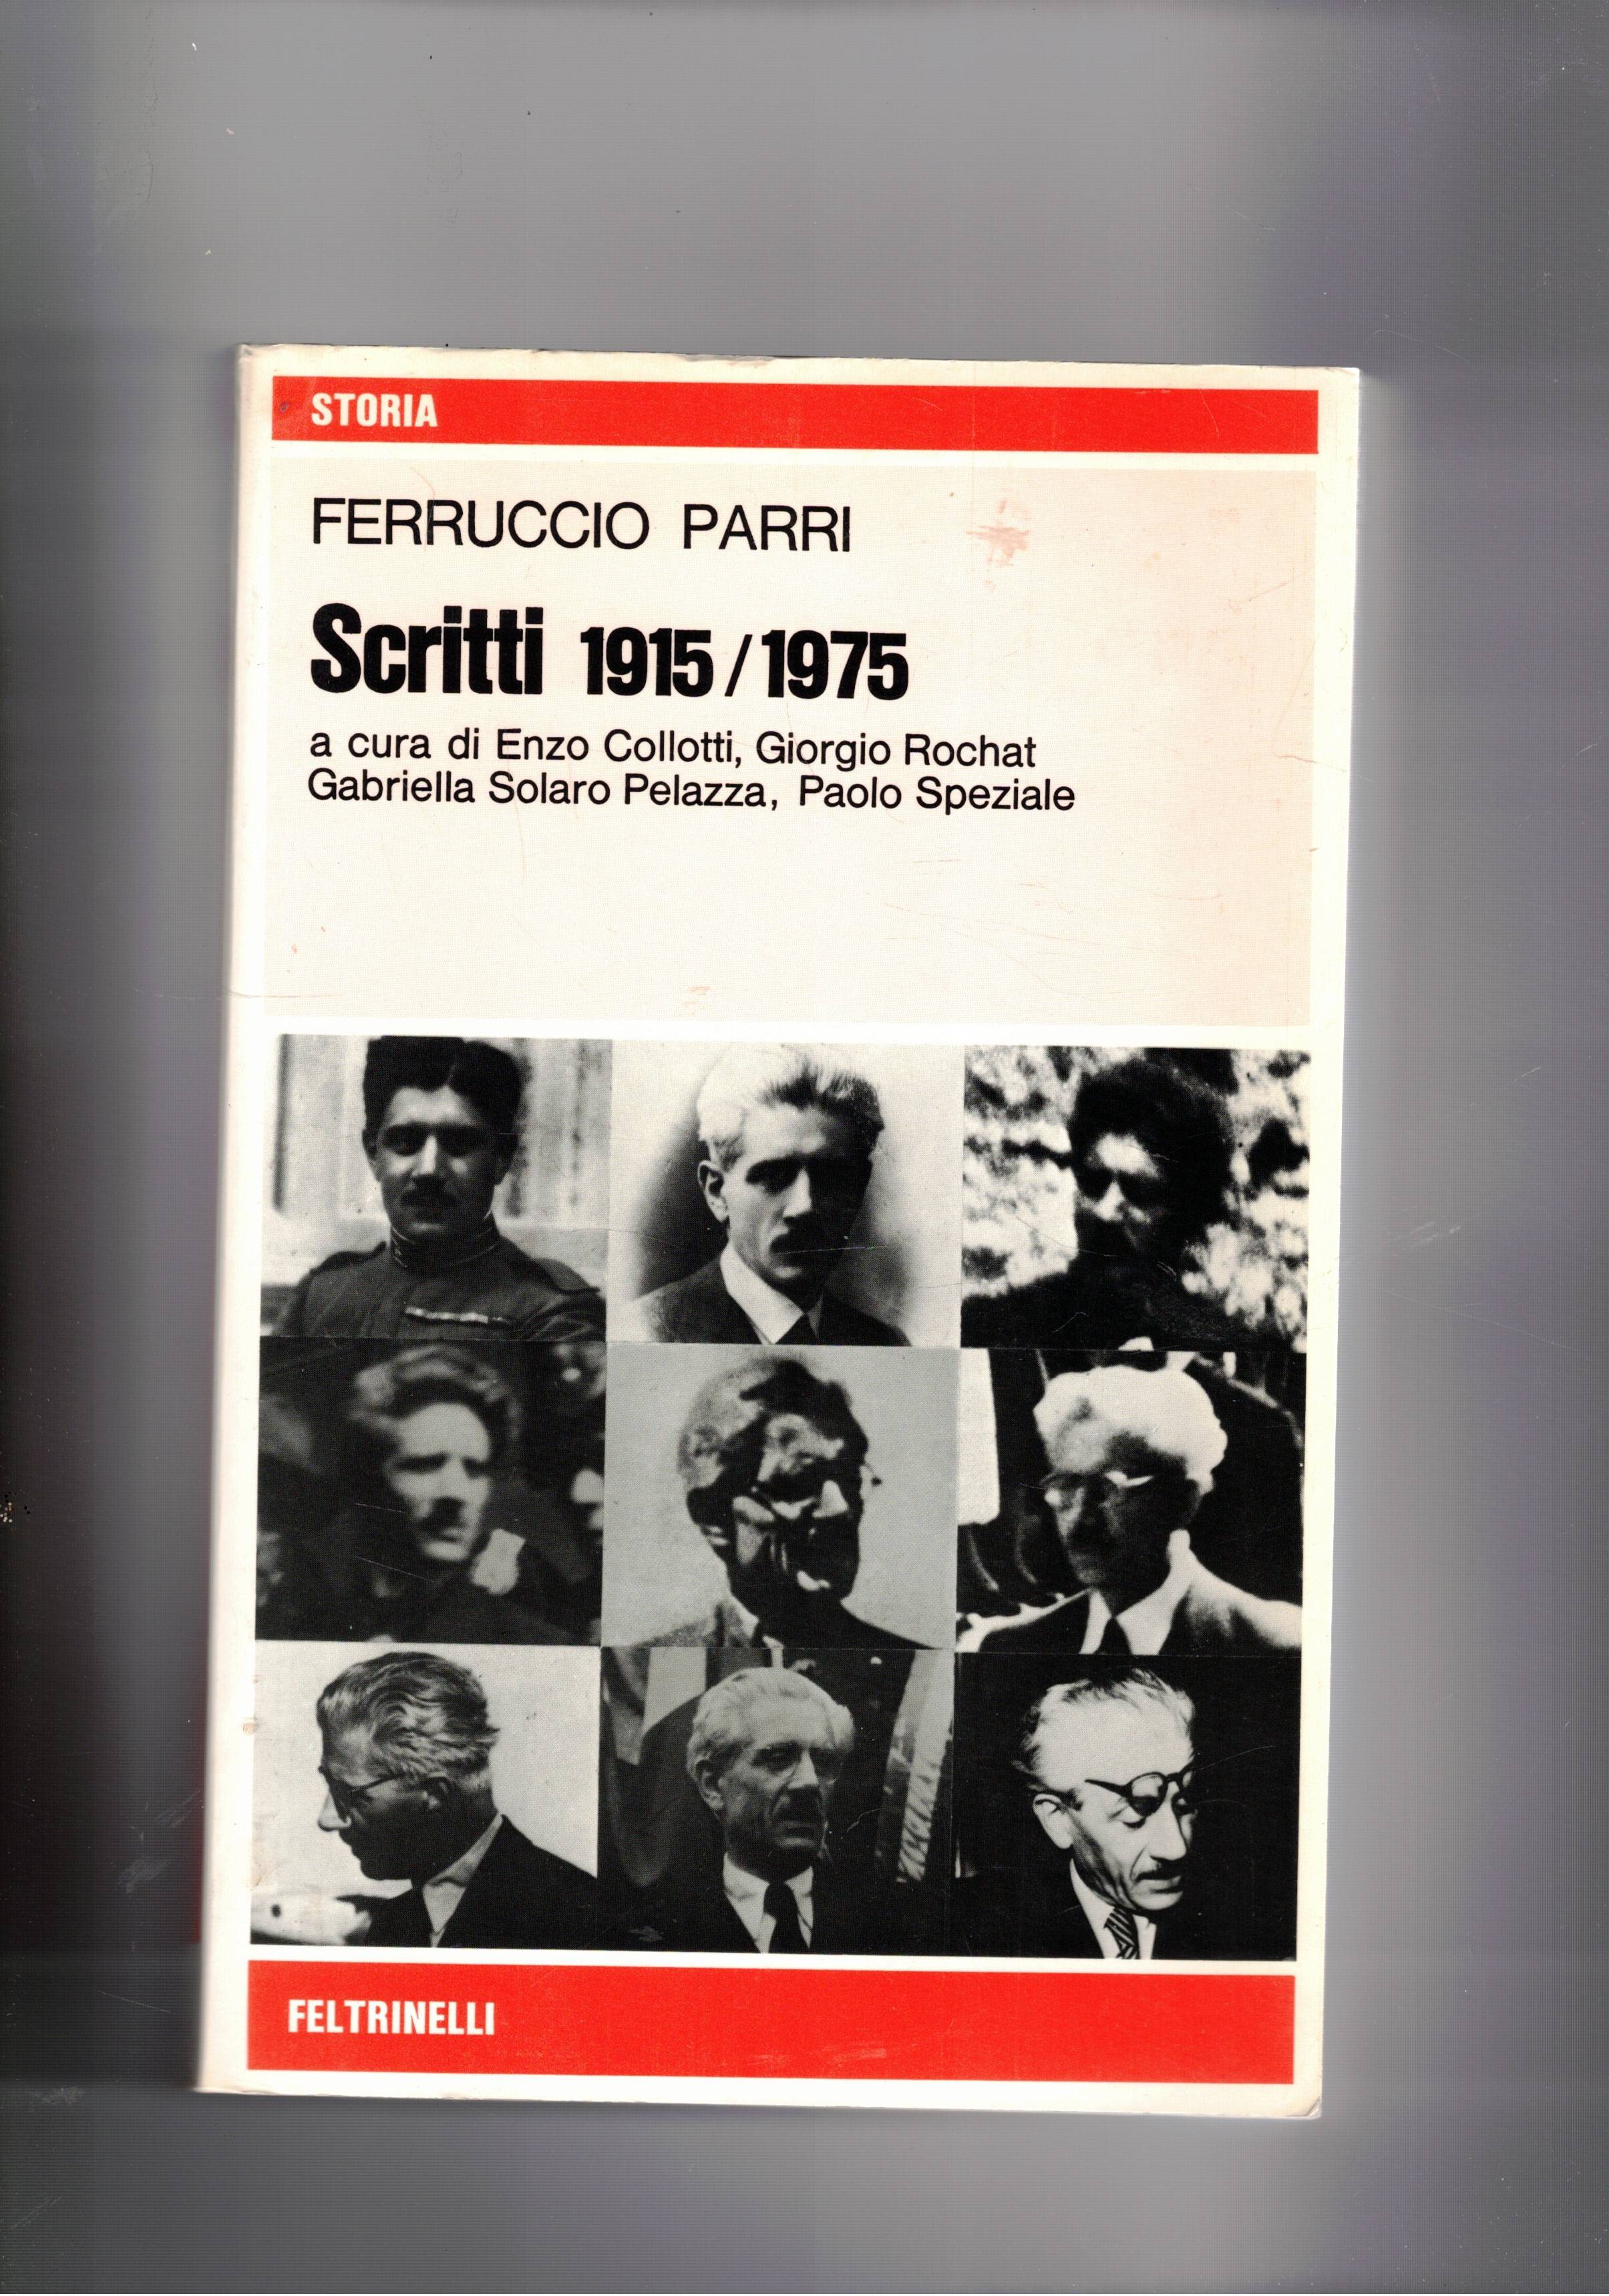 STORIA
FERRUCCIO PARRI
Scritti 1915/1975
a cura di Enzo Collotti, Giorgio Rochat
Gabriella Solaro Pelazza, Paolo Speziale
FELTRINELLI